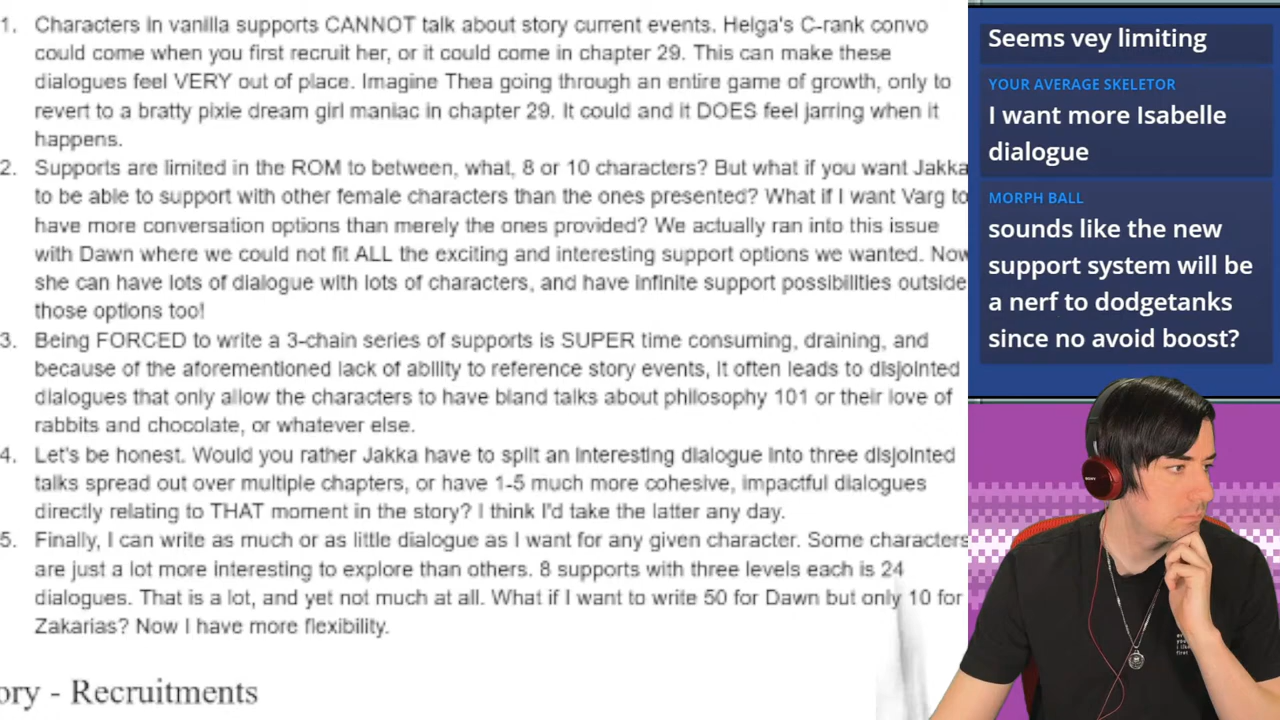 1. Characters in vanilla supports CANNOT talk about story current events. Helga's C-rank convo
could come when you first recruit her, or it could come in chapter 29. This can make these
dialogues feel VERY out of place. Imagine Thea going through an entire game of growth, only to
revert to a bratty pixie dream girl maniac in chapter 29. It could and it DOES feel jarring when it
happens.
2. Supports are limited in the ROM to between, what, 8 or 10 characters? But what if you want Jakka
to be able to support with other female characters than the ones presented? What if I want Varg to
have more conversation options than merely the ones provided? We actually ran into this issue
with Dawn where we could not fit ALL the exciting and interesting support options we wanted. Now
she can have lots of dialogue with lots of characters, and have infinite support possibilities outside
those options too!
3. Being FORCED to write a 3-chain series of supports is SUPER time consuming, draining, and
because of the aforementioned lack of ability to reference story events, it often leads to disjointed
dialogues that only allow the characters to have bland talks about philosophy 101 or their love of
rabbits and chocolate, or whatever else.
4. Let's be honest. Would you rather Jakka have to split an interesting dialogue into three disjointed
talks spread out over multiple chapters, or have 1-5 much more cohesive, impactful dialogues
directly relating to THAT moment in the story? I think I'd take the latter any day.
5. Finally, I can write as much or as little dialogue as I want for any given character. Some characters
are just a lot more interesting to explore than others. 8 supports with three levels each is 24
dialogues. That is a lot, and yet not much at all. What if I want to write 50 for Dawn but only 10 for
Zakarias? Now I have more flexibility.
ory - Recruitments
Seems vey limiting
YOUR AVERAGE SKELETOR
I want more Isabelle
dialogue
MORPH BALL
sounds like the new
support system will be
a nerf to dodgetanks
since no avoid boost?
SONY